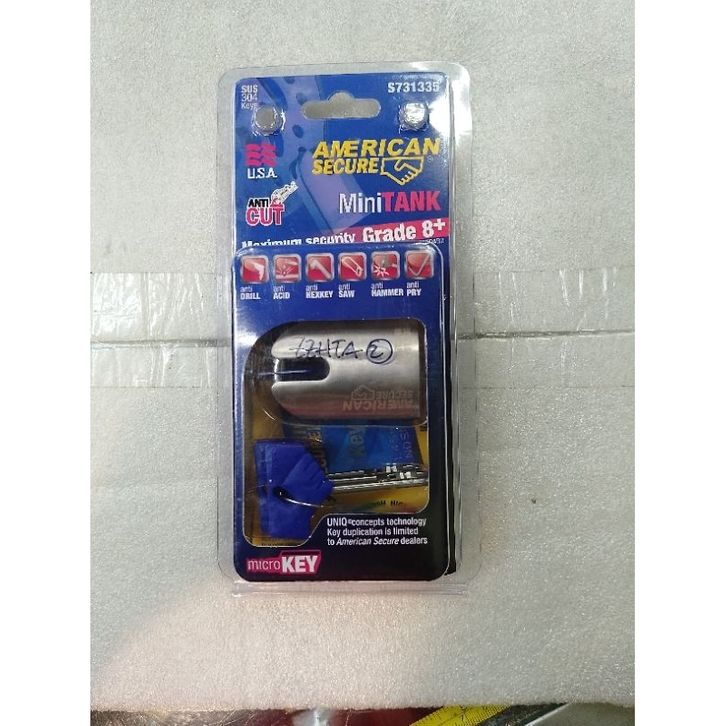 SUS
304
Keys
S731335
U.S.A.
AMERICAN
SECURE
ANTI
CUT
MiniTANK
Maximum security Grade 8+
anti
DRILL
anti
ACID
anti
HEXKEY
anti
SAW
anti
HAMMER
anti
PRY
AMERICAN
SECURE
Key
UNIQ concepts technology
Key duplication is limited
to American Secure dealers
microKEY